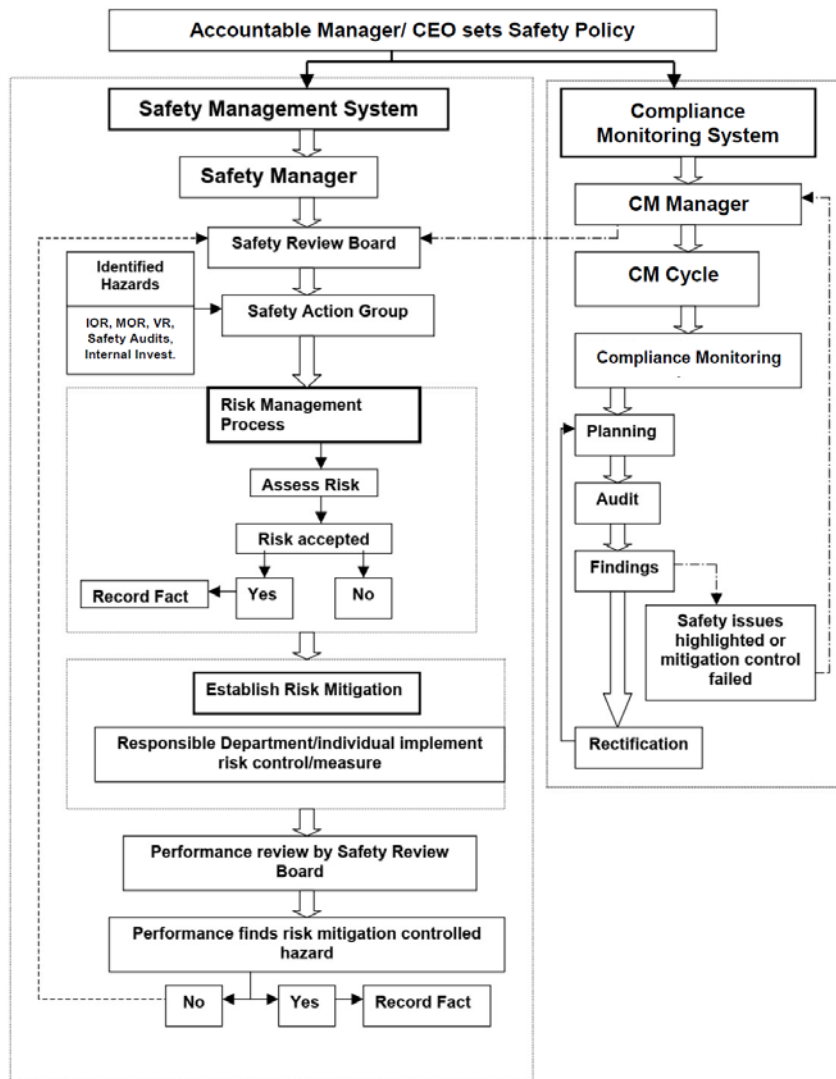 Accountable Manager/ CEO sets Safety Policy
Safety Management System
Safety Manager
Safety Review Board
Identified
Hazards
IOR, MOR, VR,
Safety Audits,
Internal Invest.
Safety Action Group
Risk Management
Process
Assess Risk
Risk accepted
Record Fact
Yes
No
Establish Risk Mitigation
Responsible Department/individual implement
risk control/measure
Performance review by Safety Review
Board
Performance finds risk mitigation controlled
hazard
No
Yes
Record Fact
Compliance
Monitoring System
CM Manager
CM Cycle
Compliance Monitoring
Planning
Audit
Findings
Safety issues
highlighted or
mitigation control
failed
Rectification